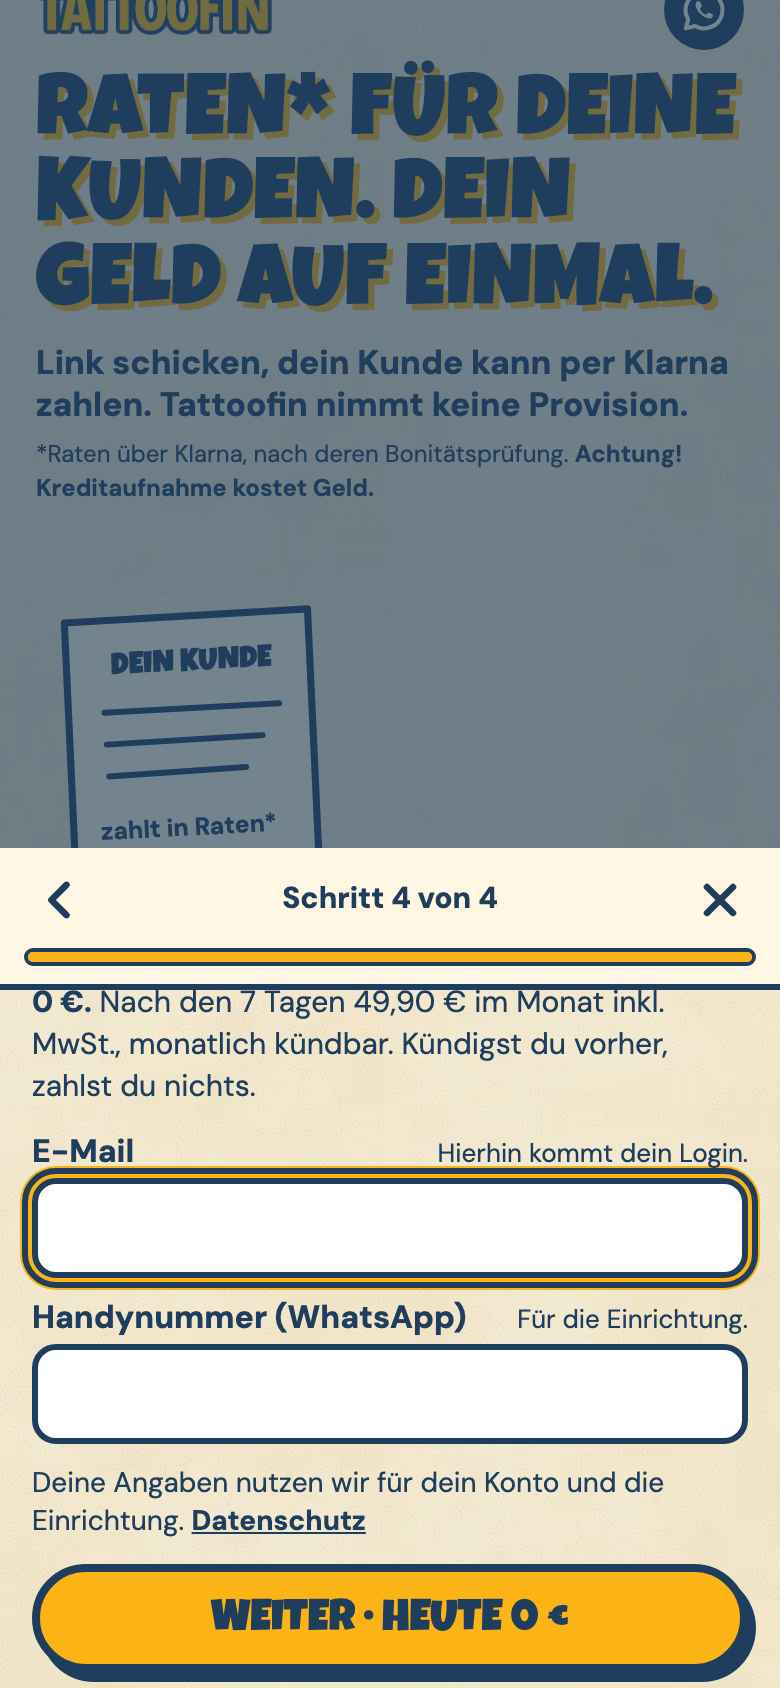 TATTOOFIN
RATEN* FÜR DEINE
KUNDEN. DEIN
GELD AUF EINMAL.
Link schicken, dein Kunde kann per Klarna
zahlen. Tattoofin nimmt keine Provision.
*Raten über Klarna, nach deren Bonitätsprüfung. Achtung!
Kreditaufnahme kostet Geld.
DEIN KUNDE
zahlt in Raten*
Schritt 4 von 4
0 €. Nach den 7 Tagen 49,90 € im Monat inkl.
MwSt., monatlich kündbar. Kündigst du vorher,
zahlst du nichts.
E-Mail Hierhin kommt dein Login.
Handynummer (WhatsApp) Für die Einrichtung.
Deine Angaben nutzen wir für dein Konto und die
Einrichtung. Datenschutz
WEITER · HEUTE 0 €